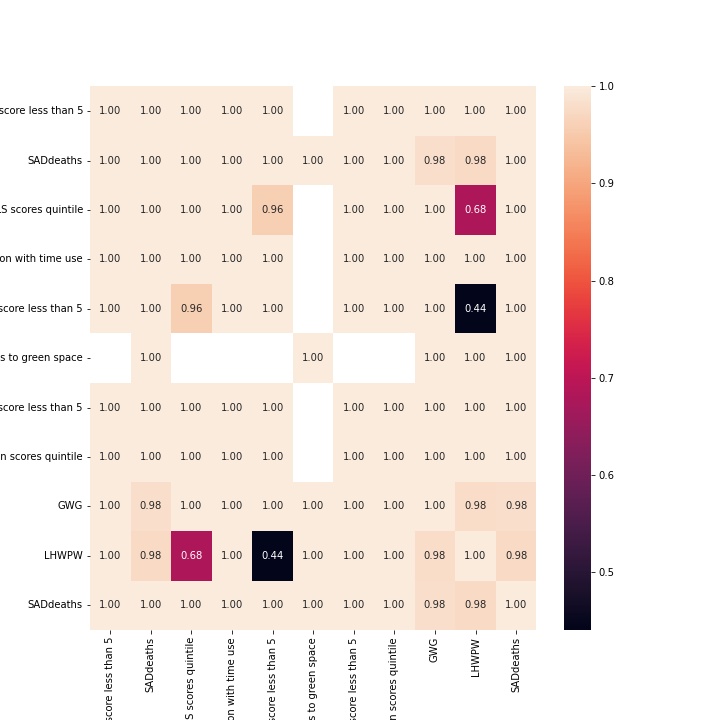 score less than 5 1.00 1.00 1.00 1.00 1.00 1.00 1.00 1.00 1.00 1.00
SADdeaths 1.00 1.00 1.00 1.00 1.00 1.00 1.00 1.00 0.98 0.98 1.00
S scores quintile 1.00 1.00 1.00 1.00 0.96 1.00 1.00 1.00 0.68 1.00
on with time use 1.00 1.00 1.00 1.00 1.00 1.00 1.00 1.00 1.00 1.00
score less than 5 1.00 1.00 0.96 1.00 1.00 1.00 1.00 1.00 0.44 1.00
s to green space 1.00 1.00 1.00 1.00 1.00
score less than 5 1.00 1.00 1.00 1.00 1.00 1.00 1.00 1.00 1.00 1.00
n scores quintile 1.00 1.00 1.00 1.00 1.00 1.00 1.00 1.00 1.00 1.00
GWG 1.00 0.98 1.00 1.00 1.00 1.00 1.00 1.00 1.00 0.98 0.98
LHWPW 1.00 0.98 0.68 1.00 0.44 1.00 1.00 1.00 0.98 1.00 0.98
SADdeaths 1.00 1.00 1.00 1.00 1.00 1.00 1.00 1.00 0.98 0.98 1.00
score less than 5
SADdeaths
S scores quintile
on with time use
score less than 5
s to green space
score less than 5
n scores quintile
GWG
LHWPW
SADdeaths
1.0
0.9
0.8
0.7
0.6
0.5